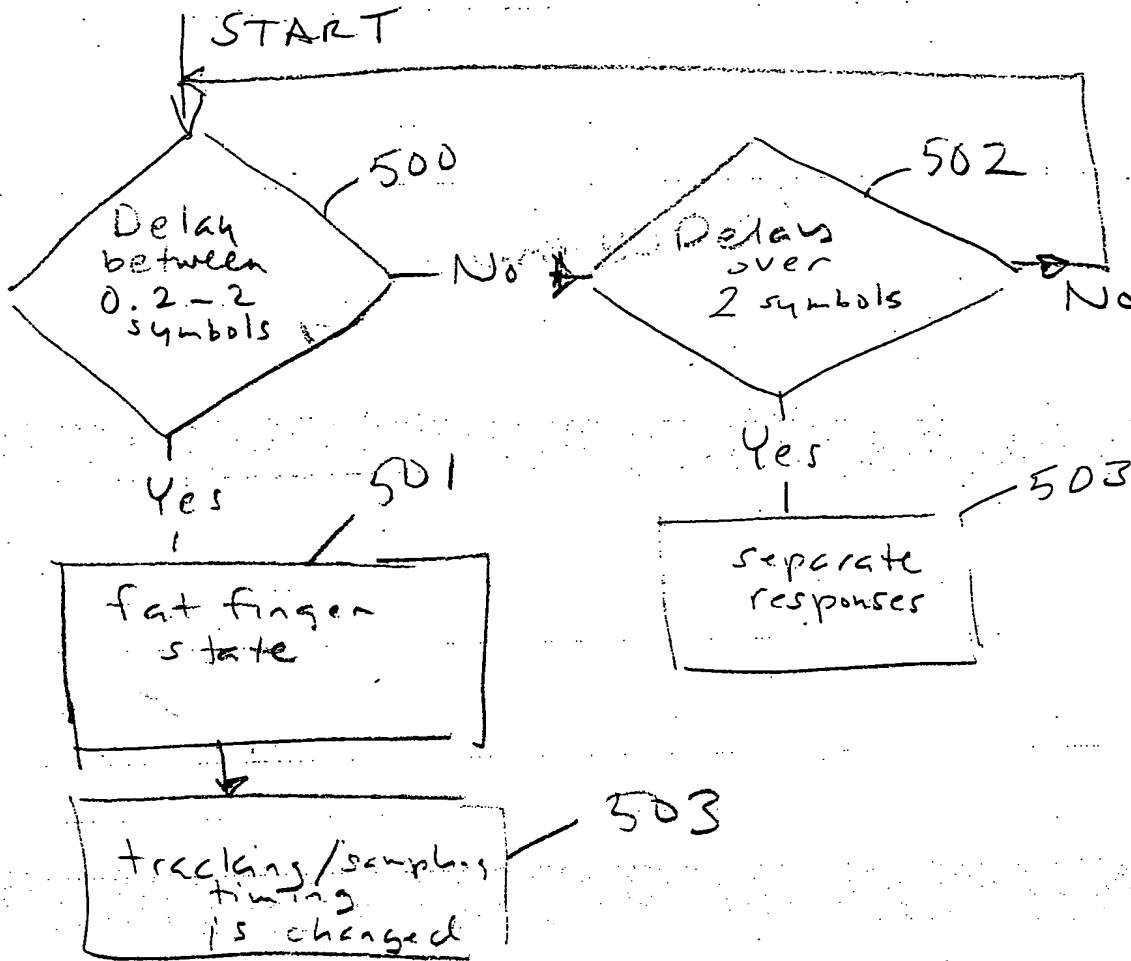 START
500
Delay
between
0.2-2
symbols
No
502
Delays
over
2 symbols
No
Yes
501
fat finger
state
Yes
503
separate
responses
503
tracking/sampling
timing
is changed